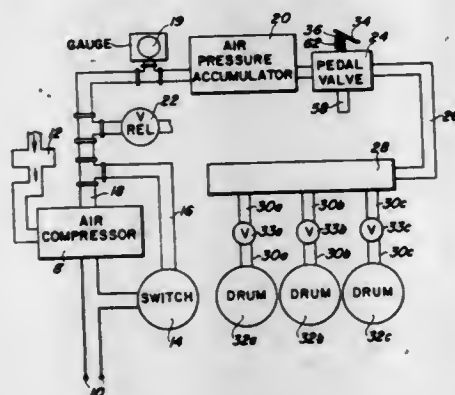 19
GAUGE
20
AIR
PRESSURE
ACCUMULATOR
36
34
62
24
PEDAL
VALVE
58
26
22
V
REL
12
18
16
AIR
COMPRESSOR
8
SWITCH
14
10
28
30a
30b
30c
V
33a
V
33b
V
33c
30a
30b
30c
DRUM
DRUM
DRUM
32a
32b
32c